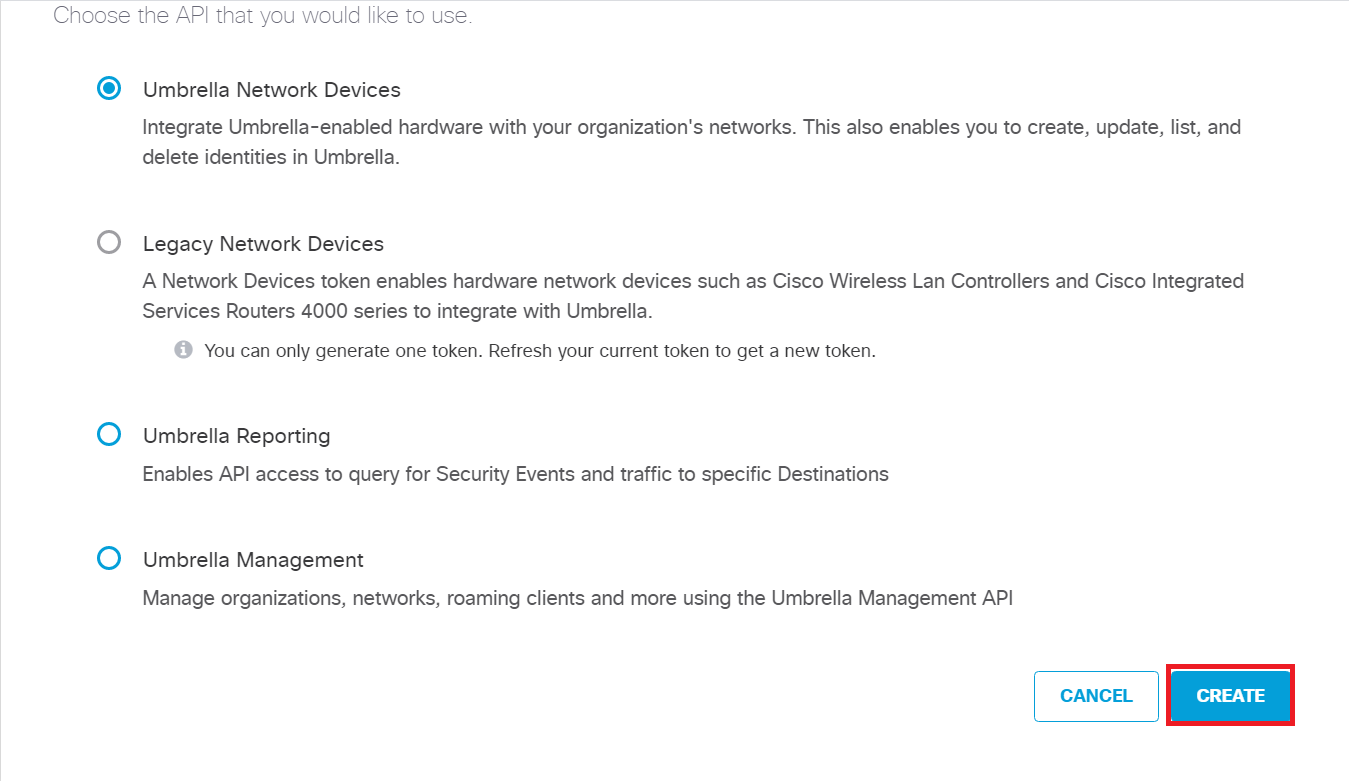 Choose the API that you would like to use.
Umbrella Network Devices
Integrate Umbrella-enabled hardware with your organization's networks. This also enables you to create, update, list, and
delete identities in Umbrella.
Legacy Network Devices
A Network Devices token enables hardware network devices such as Cisco Wireless Lan Controllers and Cisco Integrated
Services Routers 4000 series to integrate with Umbrella.
You can only generate one token. Refresh your current token to get a new token.
Umbrella Reporting
Enables API access to query for Security Events and traffic to specific Destinations
Umbrella Management
Manage organizations, networks, roaming clients and more using the Umbrella Management API
CANCEL CREATE